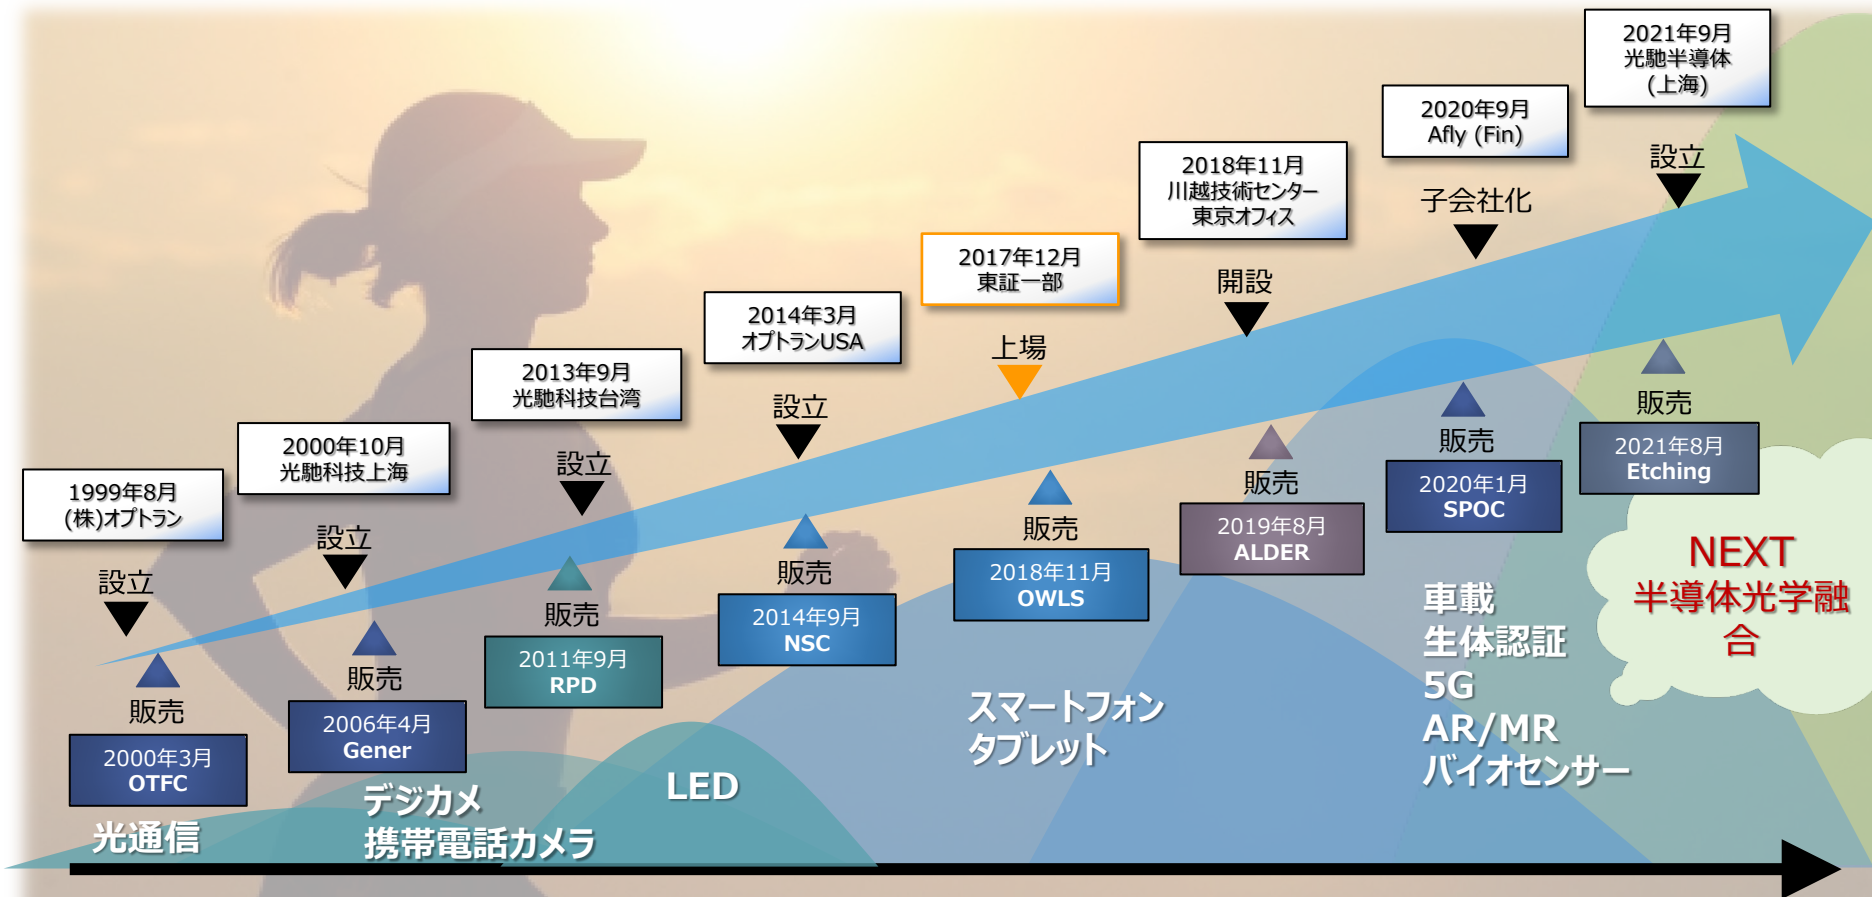 1999年8月
(株)オプトラン
設立
2000年10月
光馳科技上海
設立
2013年9月
光馳科技台湾
設立
2014年3月
オプトランUSA
設立
2017年12月
東証一部
上場
2018年11月
川越技術センター
東京オフィス
開設
2020年9月
Afly (Fin)
子会社化
2021年9月
光馳半導体
(上海)
設立
販売
2000年3月
OTFC
販売
2006年4月
Gener
販売
2011年9月
RPD
販売
2014年9月
NSC
販売
2018年11月
OWLS
販売
2019年8月
ALDER
販売
2020年1月
SPOC
販売
2021年8月
Etching
光通信
デジカメ
携帯電話カメラ
LED
スマートフォン
タブレット
車載
生体認証
5G
AR/MR
バイオセンサー
NEXT
半導体光学融
合